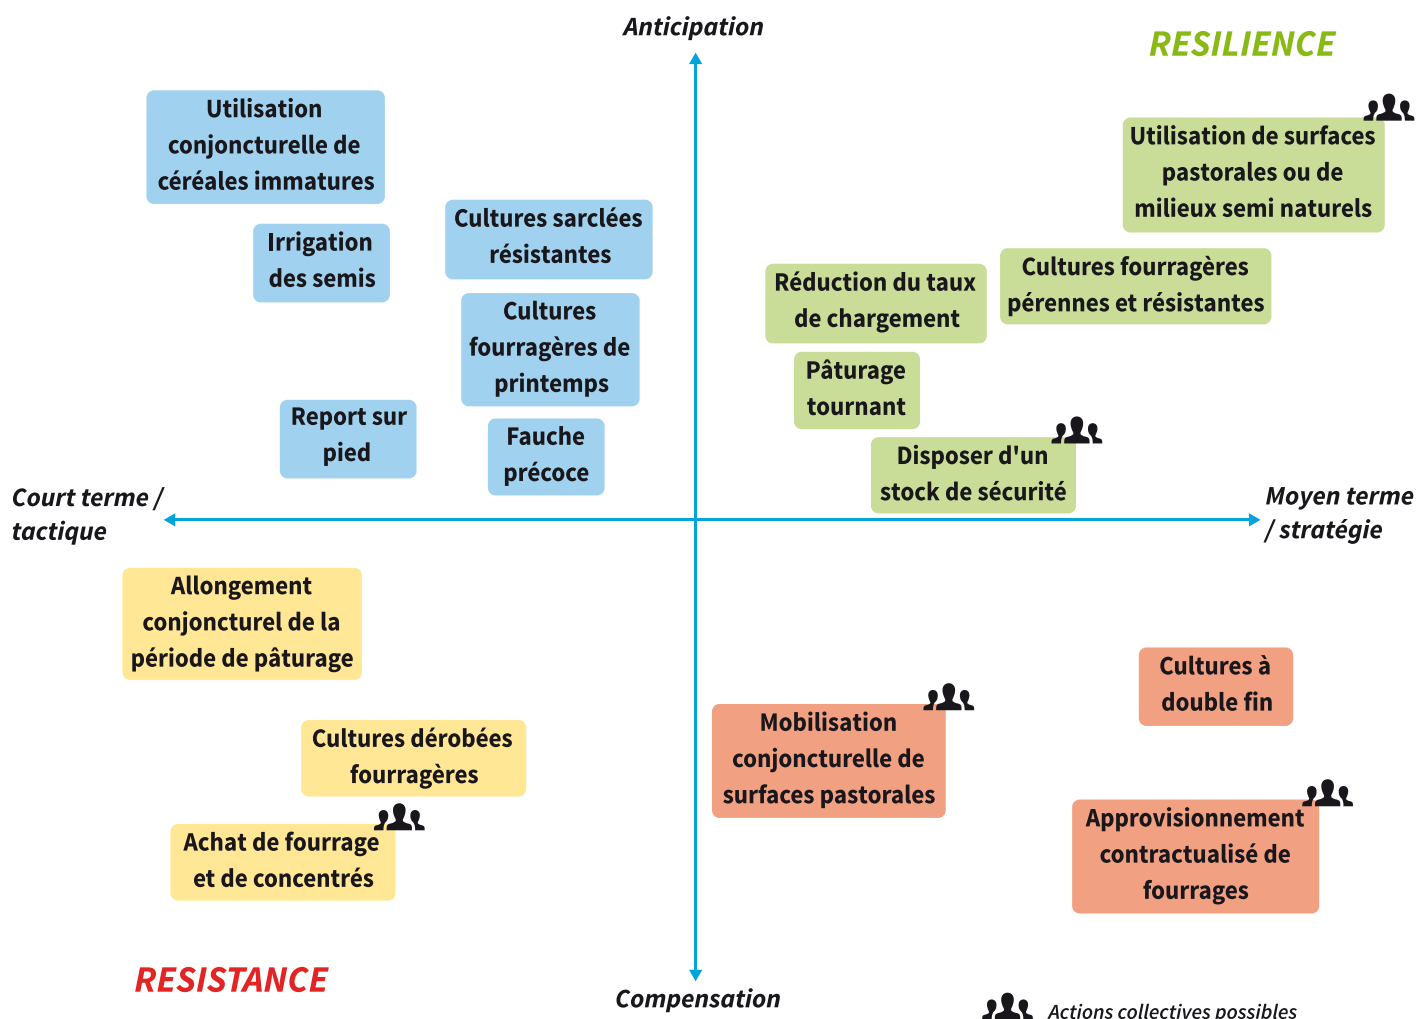 Anticipation
RESILIENCE
Utilisation
conjoncturelle de
céréales immatures
Irrigation
des semis
Cultures sarclées
résistantes
Cultures
fourragères de
printemps
Report sur
pied
Fauche
précoce
Utilisation de surfaces
pastorales ou de
milieux semi naturels
Réduction du taux
de chargement
Cultures fourragères
pérennes et résistantes
Pâturage
tournant
Disposer d'un
stock de sécurité
Court terme /
tactique
Moyen terme
/ stratégie
Allongement
conjoncturel de la
période de pâturage
Cultures dérobées
fourragères
Achat de fourrage
et de concentrés
Mobilisation
conjoncturelle de
surfaces pastorales
Cultures à
double fin
Approvisionnement
contractualisé de
fourrages
RESISTANCE
Compensation
Actions collectives possibles